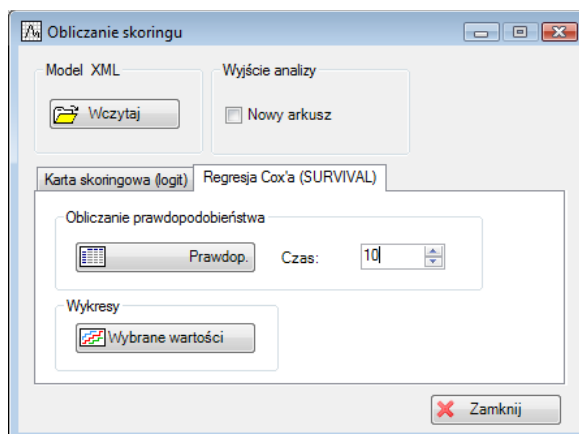 Obliczanie skoringu
Model XML
Wyjście analizy
Wczytaj
Nowy arkusz
Karta skoringowa (logit)
Regresja Cox'a (SURVIVAL)
Obliczanie prawdopodobieństwa
Prawdop.
Czas:
10
Wykresy
Wybrane wartości
Zamknij